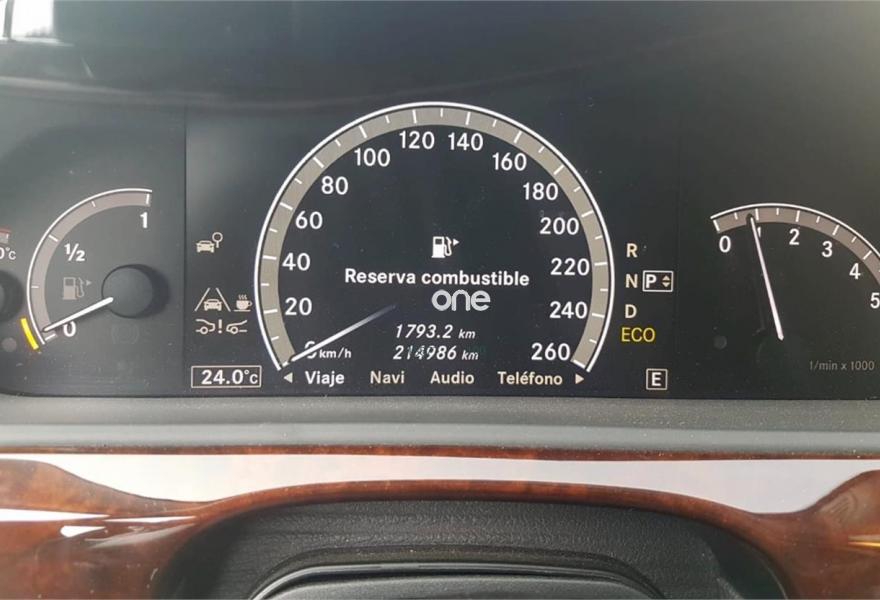 120 140
100 160
80 180
60 200
40 220
20 240
0 km/h 260
Reserva combustible
one
1793.2 km
214986 km
Viaje Navi Audio Teléfono
24.0°c
1
½
0
°c
R
N P
D
ECO
E
0 1 2 3 4 5
1/min x 1000